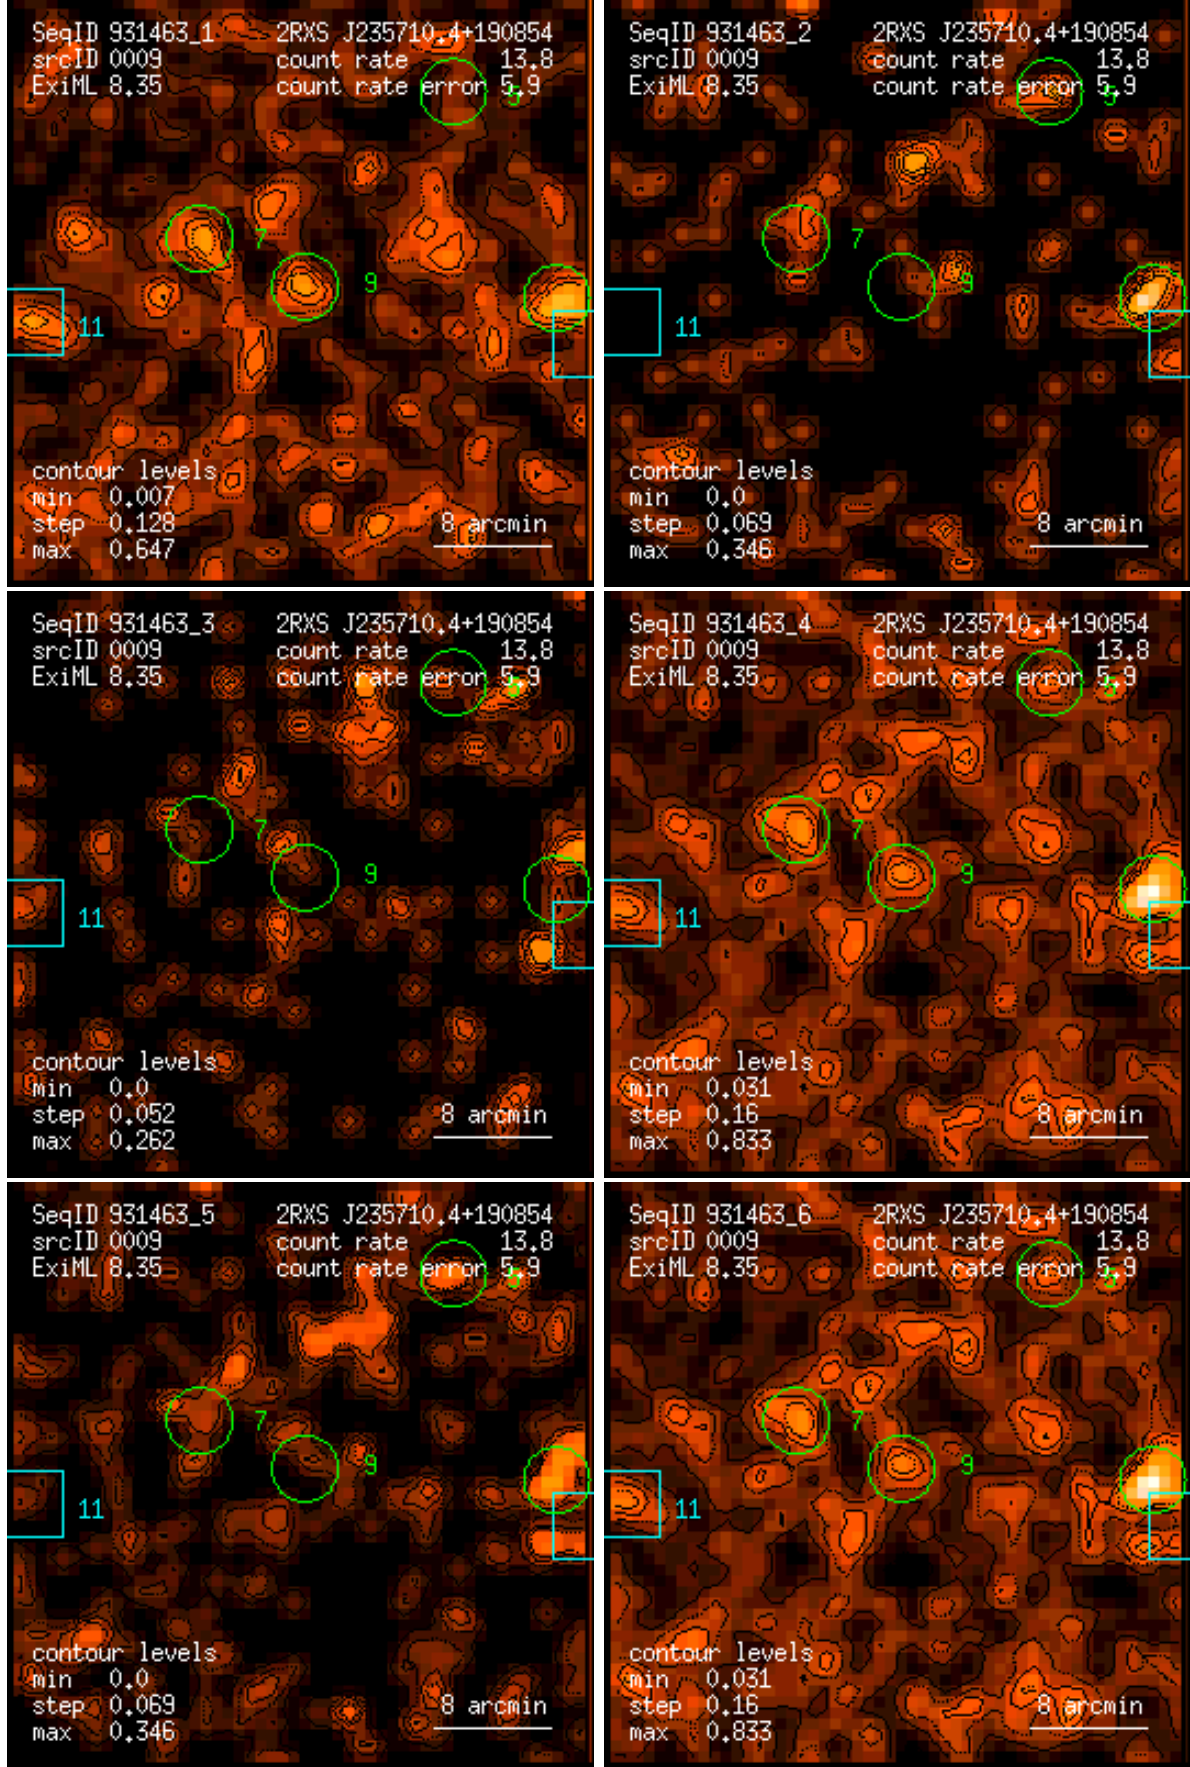 SeqID 931463_1 2RXS J235710.4+190854
srcID 0009 count rate 13.8
ExiML 8.35 count rate error 5.9
5
7
9
11
contour levels
min 0.007
step 0.128
max 0.647
8 arcmin
SeqID 931463_2 2RXS J235710.4+190854
srcID 0009 count rate 13.8
ExiML 8.35 count rate error 5.9
5
7
9
11
contour levels
min 0.0
step 0.069
max 0.346
8 arcmin
SeqID 931463_3 2RXS J235710.4+190854
srcID 0009 count rate 13.8
ExiML 8.35 count rate error 5.9
7
9
11
contour levels
min 0.0
step 0.052
max 0.262
8 arcmin
SeqID 931463_4 2RXS J235710.4+190854
srcID 0009 count rate 13.8
ExiML 8.35 count rate error 5.9
5
7
9
11
contour levels
min 0.031
step 0.16
max 0.833
8 arcmin
SeqID 931463_5 2RXS J235710.4+190854
srcID 0009 count rate 13.8
ExiML 8.35 count rate error 5.9
5
7
9
11
contour levels
min 0.0
step 0.069
max 0.346
8 arcmin
SeqID 931463_6 2RXS J235710.4+190854
srcID 0009 count rate 13.8
ExiML 8.35 count rate error 5.9
5
7
9
11
contour levels
min 0.031
step 0.16
max 0.833
8 arcmin